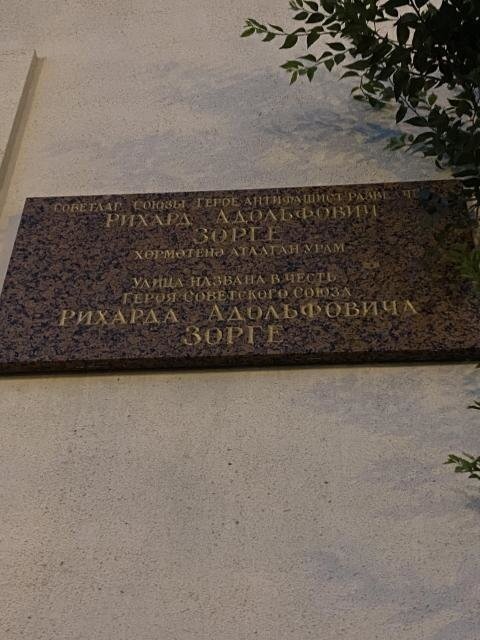 Советлар Союзы Герое антифашист разведчик
Рихард Адольфович
Зорге
хөрмәтенә аталган урам
Улица названа в честь
Героя Советского Союза
Рихарда Адольфовича
Зорге